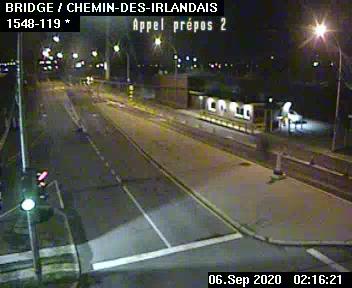 BRIDGE / CHEMIN-DES-IRLANDAIS
1548-119 *
Appel prépos 2
06.Sep 2020 02:16:21